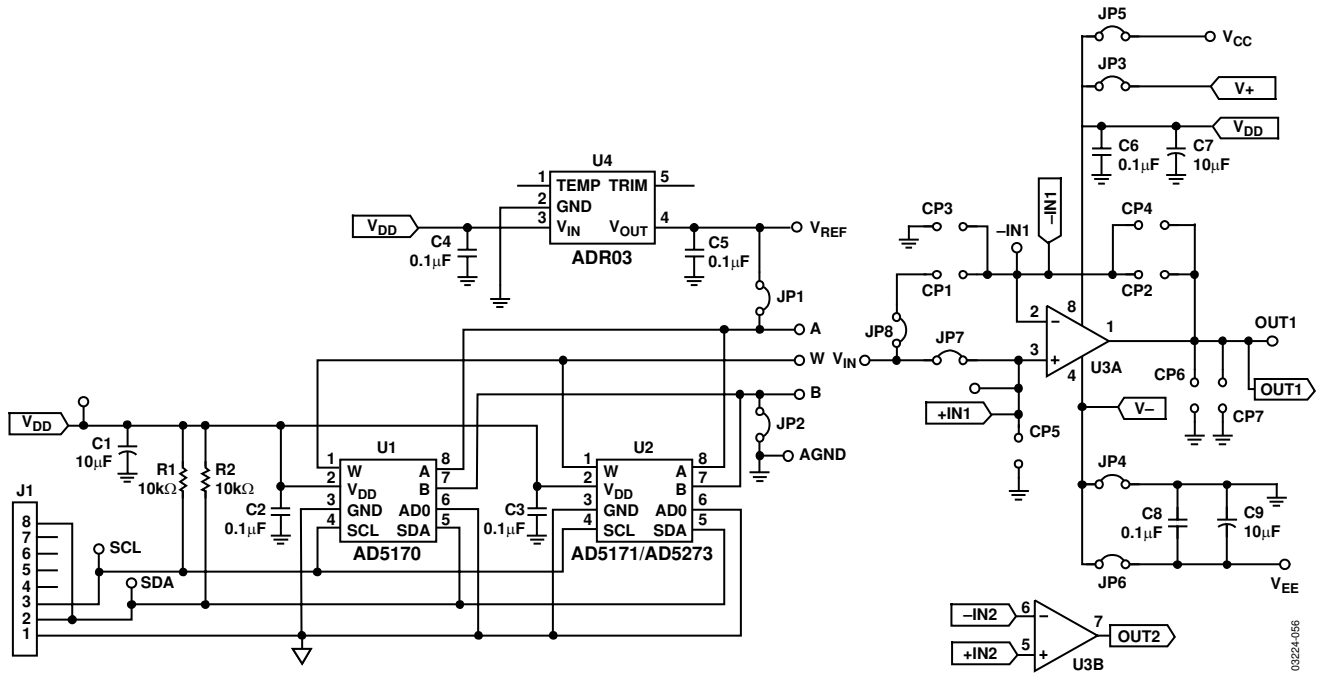 JP5
VCC
JP3
V+
VDD
C6
0.1µF
C7
10µF
U4
1
TEMP
TRIM
5
2
GND
3
VIN
VOUT
4
ADR03
VDD
C4
0.1µF
C5
0.1µF
VREF
JP1
A
W
B
JP2
AGND
CP3
–IN1
–IN1
CP4
CP1
CP2
JP8
JP7
VIN
2
–
8
1
3
+
4
U3A
OUT1
OUT1
CP6
CP7
+IN1
CP5
V–
JP4
C8
0.1µF
C9
10µF
JP6
VEE
VDD
C1
10µF
R1
10kΩ
R2
10kΩ
C2
0.1µF
U1
1
W
A
8
2
VDD
B
7
3
GND
AD0
6
4
SCL
SDA
5
AD5170
C3
0.1µF
U2
1
W
A
8
2
VDD
B
7
3
GND
AD0
6
4
SCL
SDA
5
AD5171/AD5273
J1
8
7
6
5
4
3
2
1
SCL
SDA
–IN2
6
–
7
OUT2
+IN2
5
+
U3B
03224-056